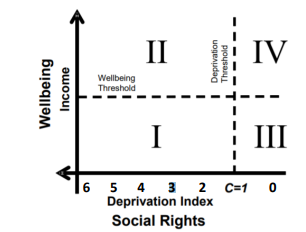 Wellbeing
Income
II
IV
Wellbeing
Threshold
Deprivation
Threshold
I
III
6 5 4 3 2 C=1 0
Deprivation Index
Social Rights